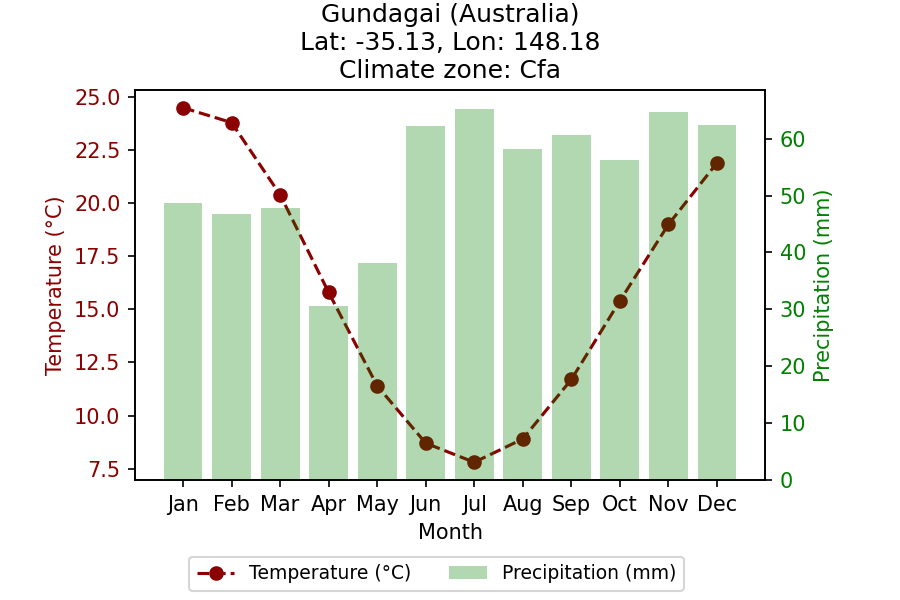 Gundagai (Australia)
Lat: -35.13, Lon: 148.18
Climate zone: Cfa
Temperature (°C)
25.0
22.5
20.0
17.5
15.0
12.5
10.0
7.5
Precipitation (mm)
60
50
40
30
20
10
0
Jan Feb Mar Apr May Jun Jul Aug Sep Oct Nov Dec
Month
Temperature (°C) Precipitation (mm)